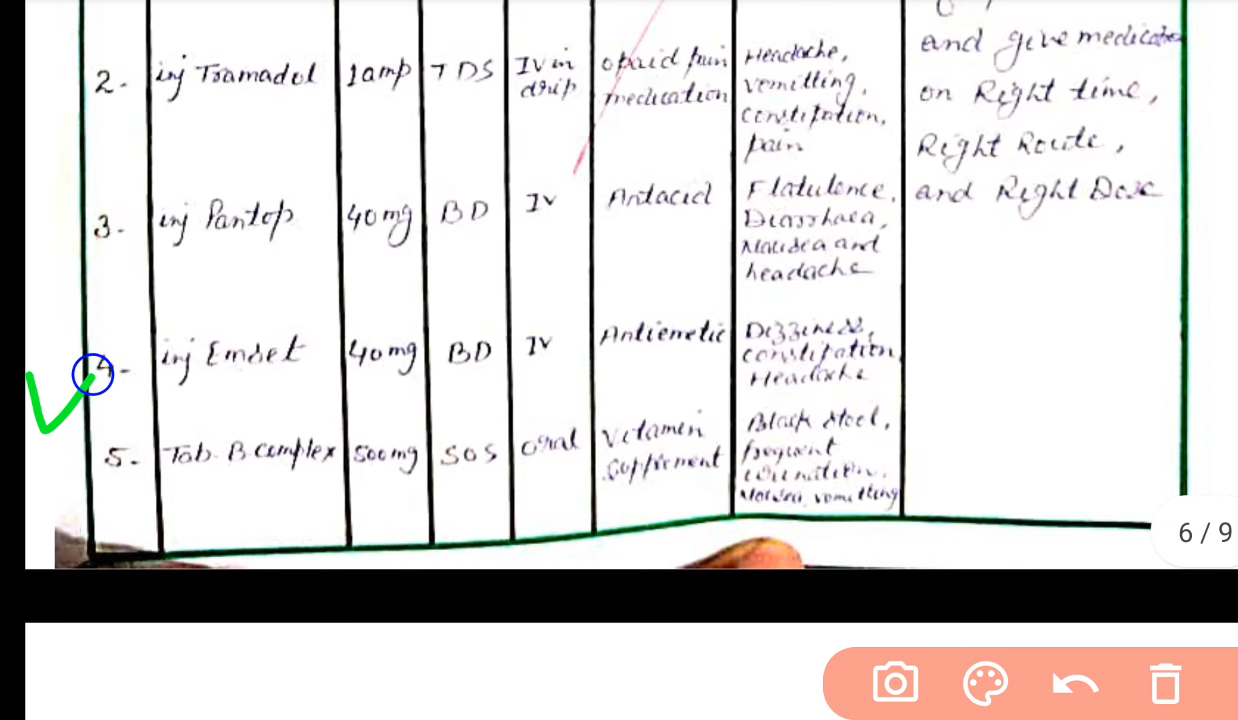 2- inj Tramadol 1amp TDS IV in drip opoid pain medication Headache, vomitting, constipation, pain
and give medication on Right time, Right Route, and Right Dose
3- inj Pantop 40mg BD IV Antacid Flatulence, Diarrhaea, Nausea and headache
4- inj Emset 40mg BD IV Antiemetic Dizziness, constipation, Headache
5- Tab. B complex 500mg SOS oral Vitamin supplement Black stool, frequent urination, Nausea, vomitting
6 / 9